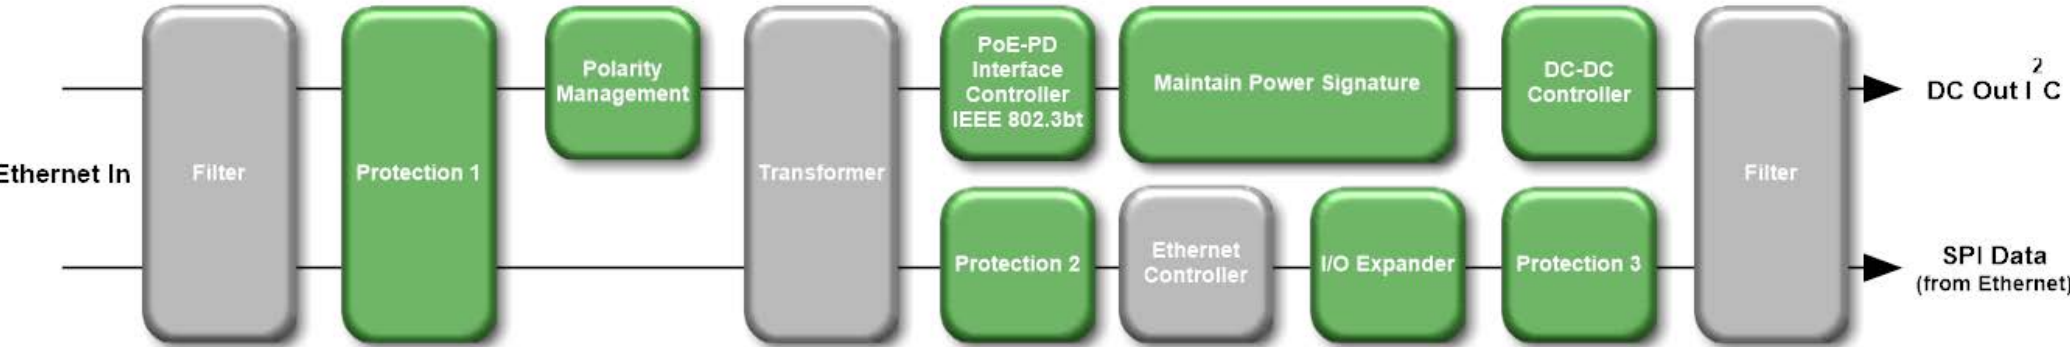 Ethernet In
Filter
Protection 1
Polarity
Management
Transformer
PoE-PD
Interface
Controller
IEEE 802.3bt
Maintain Power Signature
DC-DC
Controller
Protection 2
Ethernet
Controller
I/O Expander
Protection 3
Filter
DC Out I²C
SPI Data
(from Ethernet)